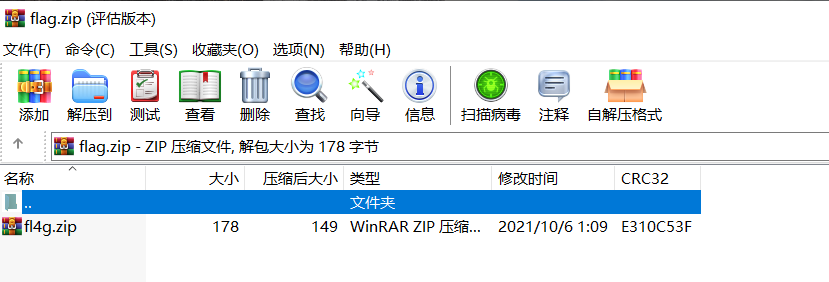 flag.zip (评估版本)
文件(F) 命令(C) 工具(S) 收藏夹(O) 选项(N) 帮助(H)
添加 解压到 测试 查看 删除 查找 向导 信息 扫描病毒 注释 自解压格式
flag.zip - ZIP 压缩文件, 解包大小为 178 字节
名称 大小 压缩后大小 类型 修改时间 CRC32
.. 文件夹
fl4g.zip 178 149 WinRAR ZIP 压缩... 2021/10/6 1:09 E310C53F